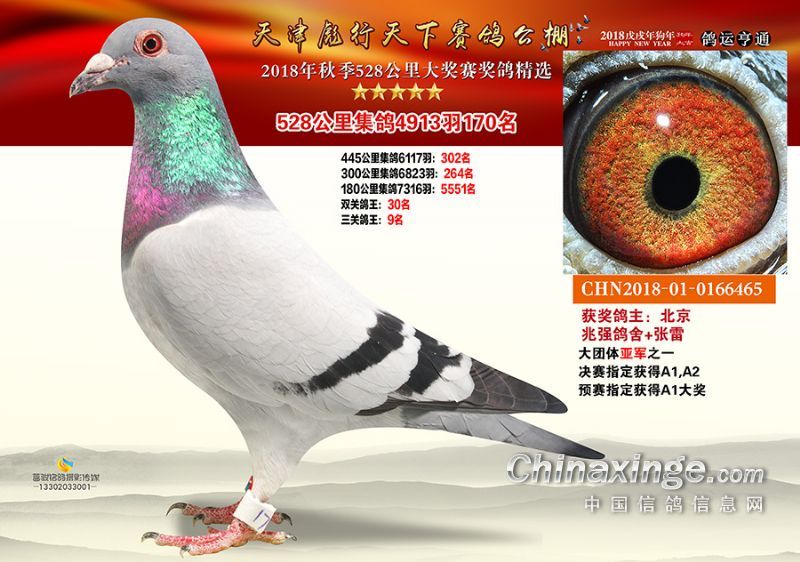 天津彪行天下赛鸽公棚
2018戊戌年狗年
HAPPY NEW YEAR
鸽运亨通
2018年秋季528公里大奖赛奖鸽精选
528公里集鸽4913羽170名
445公里集鸽6117羽：302名
300公里集鸽6823羽：264名
180公里集鸽7316羽：5551名
双关鸽王：30名
三关鸽王：9名
CHN2018-01-0166465
获奖鸽主：北京
兆强鸽舍+张雷
大团体亚军之一
决赛指定获得A1,A2
预赛指定获得A1大奖
13302033001
17
Chinaxinge.com
中国信鸽信息网